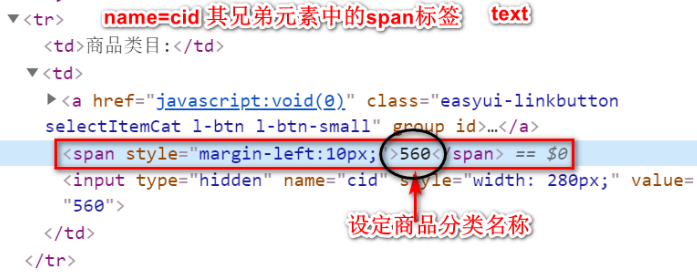 name=cid 其兄弟元素中的span标签 text
▼<tr>
<td>商品类目:</td>
▼<td>
▶<a href="javascript:void(0)" class="easyui-linkbutton
selectItemCat l-btn l-btn-small" group id>…</a>
<span style="margin-left:10px;">560</span> == $0
<input type="hidden" name="cid" style="width: 280px;" value=
"560">
设定商品分类名称
</td>
</tr>